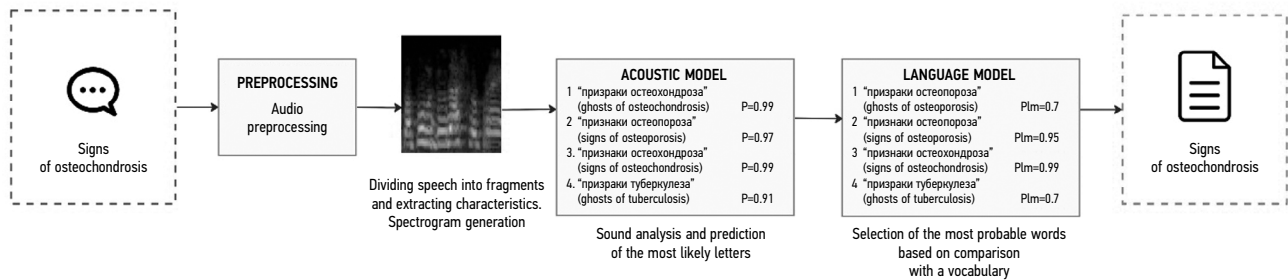 Signs
of osteochondrosis
PREPROCESSING
Audio
preprocessing
Dividing speech into fragments
and extracting characteristics.
Spectrogram generation
ACOUSTIC MODEL
1 "призраки остеохондроза"
(ghosts of osteochondrosis) P=0.99
2 "признаки остеопороза"
(signs of osteoporosis) P=0.97
3. "признаки остеохондроза"
(signs of osteochondrosis) P=0.99
4. "призраки туберкулеза"
(ghosts of tuberculosis) P=0.91
Sound analysis and prediction
of the most likely letters
LANGUAGE MODEL
1 "призраки остеопороза"
(ghosts of osteoporosis) Plm=0.7
2 "признаки остеопороза"
(signs of osteoporosis) Plm=0.95
3 "признаки остеохондроза"
(signs of osteochondrosis) Plm=0.99
4 "призраки туберкулеза"
(ghosts of tuberculosis) Plm=0.7
Selection of the most probable words
based on comparison
with a vocabulary
Signs
of osteochondrosis